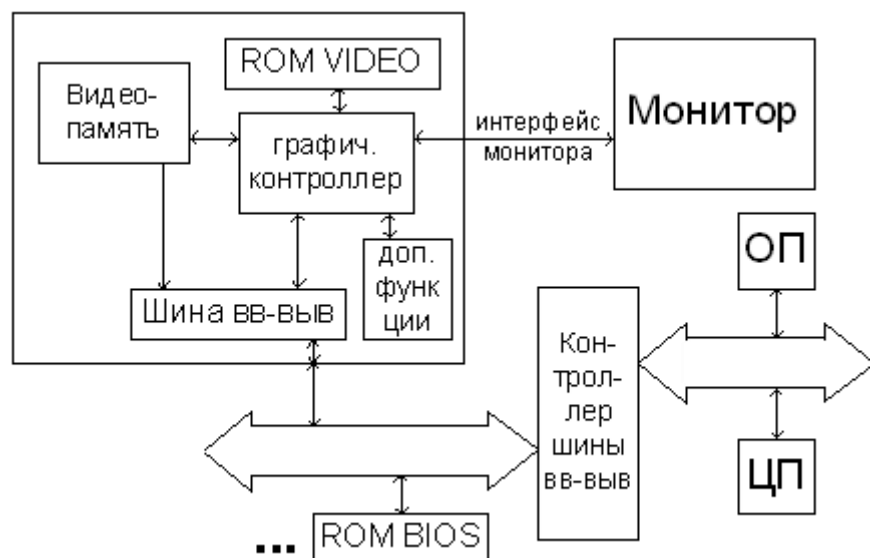 ROM VIDEO
Видео-
память
графич.
контроллер
интерфейс
монитора
Монитор
доп.
функ
ции
Шина вв-выв
ОП
Кон-
трол-
лер
шины
вв-выв
ЦП
... ROM BIOS